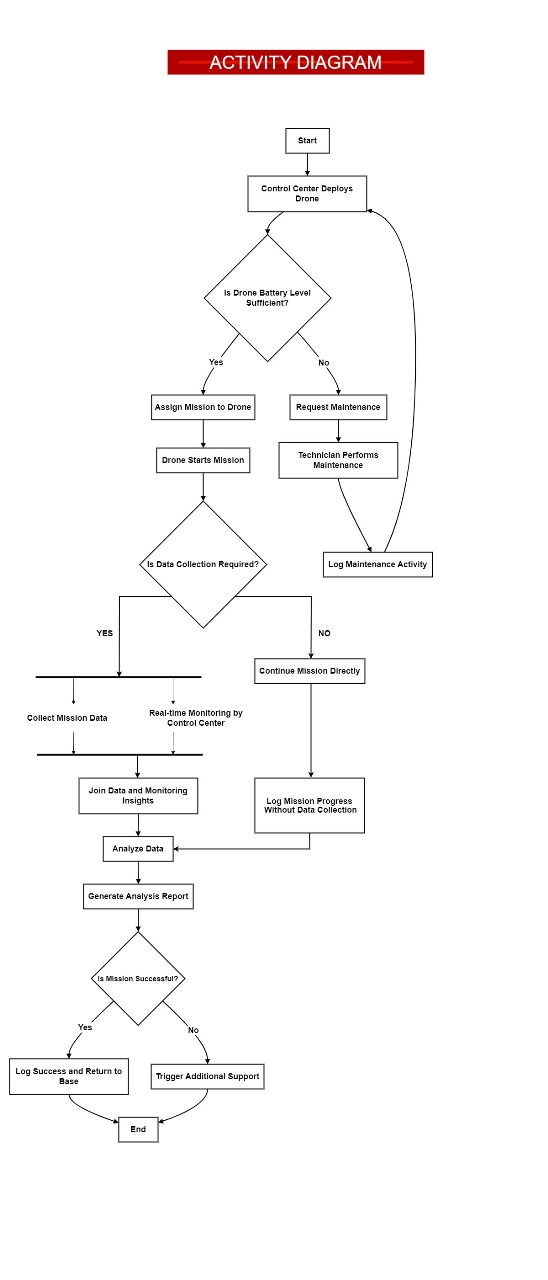 ACTIVITY DIAGRAM
Start
Control Center Deploys
Drone
Is Drone Battery Level
Sufficient?
Yes
No
Assign Mission to Drone
Request Maintenance
Drone Starts Mission
Technician Performs
Maintenance
Is Data Collection Required?
Log Maintenance Activity
YES
NO
Continue Mission Directly
Collect Mission Data
Real-time Monitoring by
Control Center
Join Data and Monitoring
Insights
Log Mission Progress
Without Data Collection
Analyze Data
Generate Analysis Report
Is Mission Successful?
Yes
No
Log Success and Return to
Base
Trigger Additional Support
End